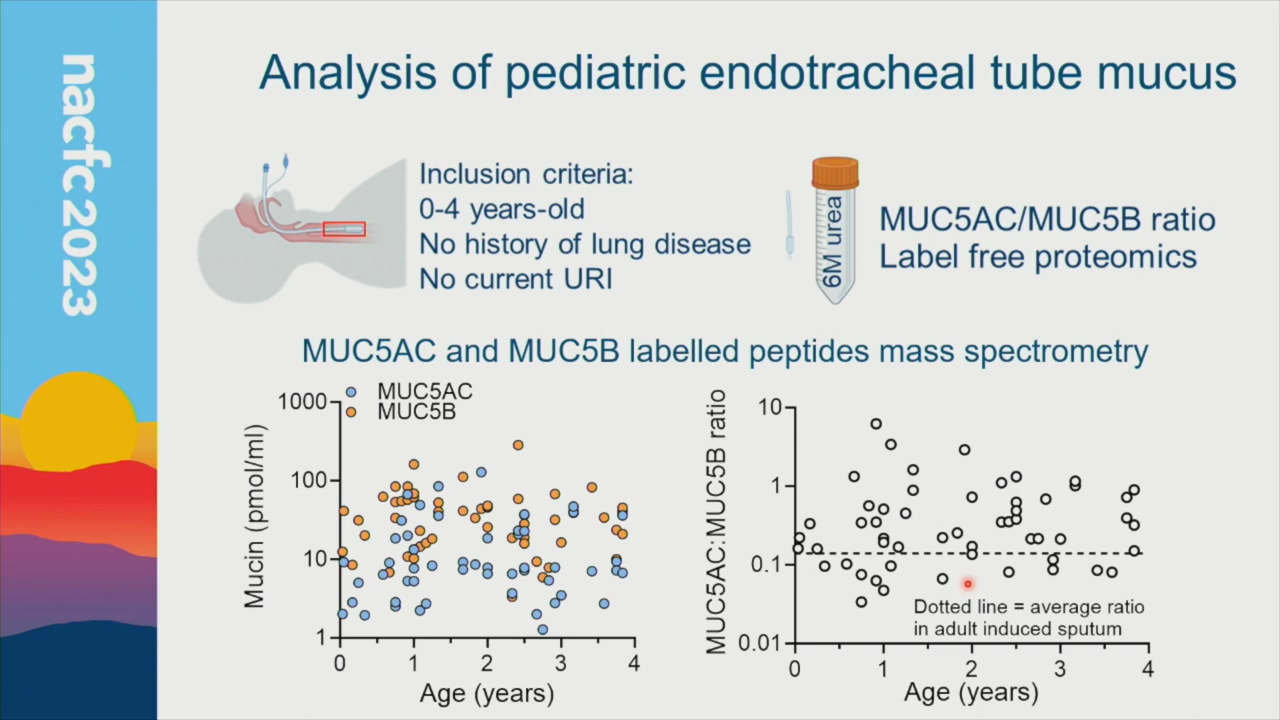 nacfc 2023
Analysis of pediatric endotracheal tube mucus
Inclusion criteria:
0-4 years-old
No history of lung disease
No current URI
6M urea
MUC5AC/MUC5B ratio
Label free proteomics
MUC5AC and MUC5B labelled peptides mass spectrometry
MUC5AC
MUC5B
Mucin (pmol/ml)
1000
100
10
1
0 1 2 3 4
Age (years)
MUC5AC:MUC5B ratio
10
1
0.1
0.01
Dotted line = average ratio
in adult induced sputum
0 1 2 3 4
Age (years)